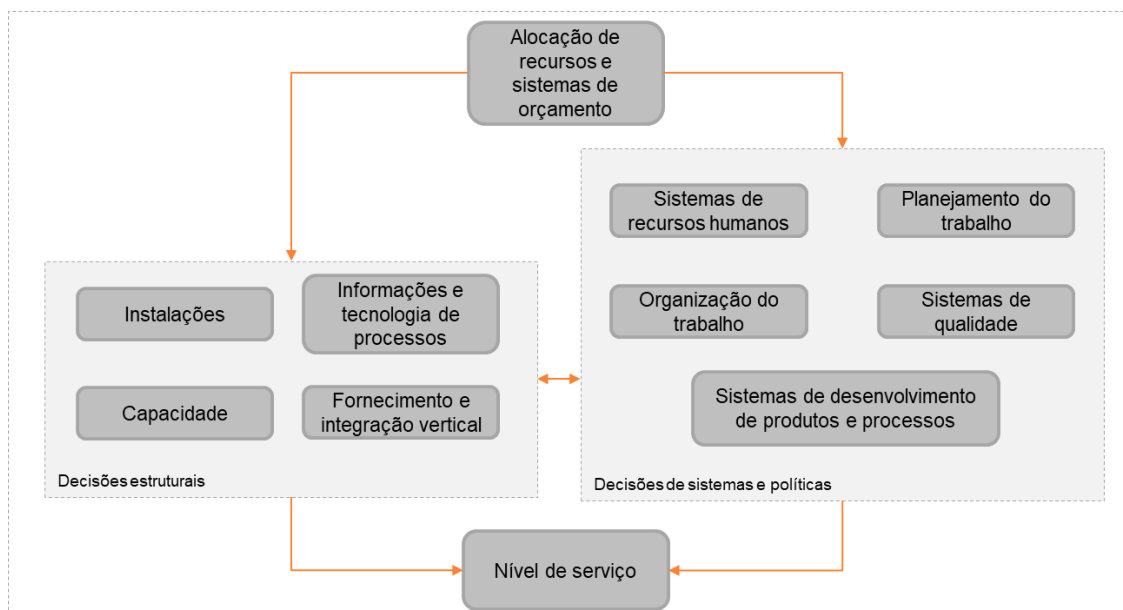 Alocação de
recursos e
sistemas de
orçamento
Instalações
Informações e
tecnologia de
processos
Capacidade
Fornecimento e
integração vertical
Decisões estruturais
Sistemas de
recursos humanos
Planejamento do
trabalho
Organização do
trabalho
Sistemas de
qualidade
Sistemas de desenvolvimento
de produtos e processos
Decisões de sistemas e políticas
Nível de serviço